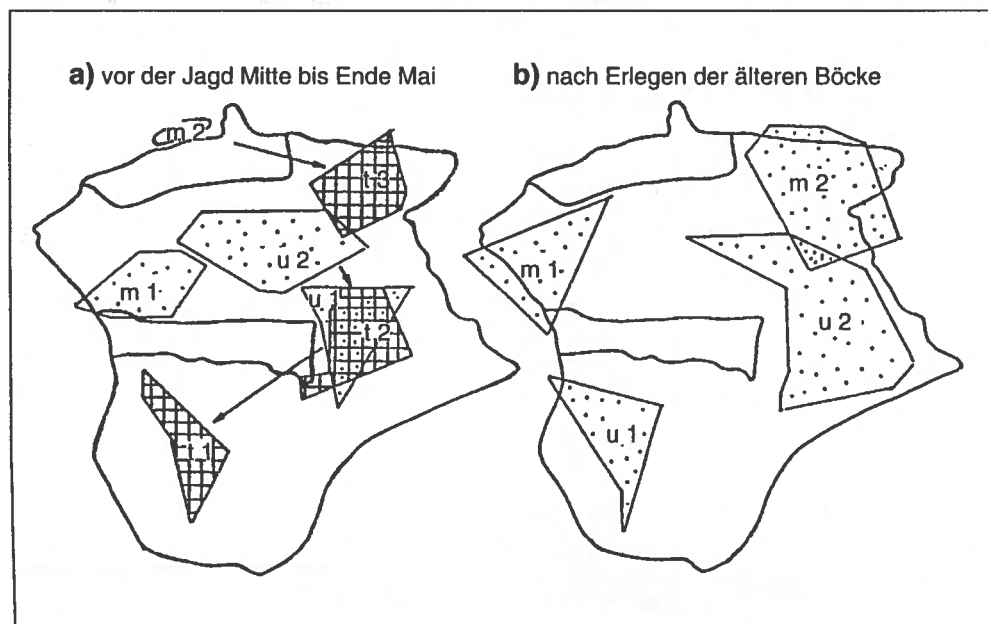 a) vor der Jagd Mitte bis Ende Mai
b) nach Erlegen der älteren Böcke
m 2
t 3
u 2
m 1
u 1
t 2
t 1
m 2
m 1
u 2
u 1